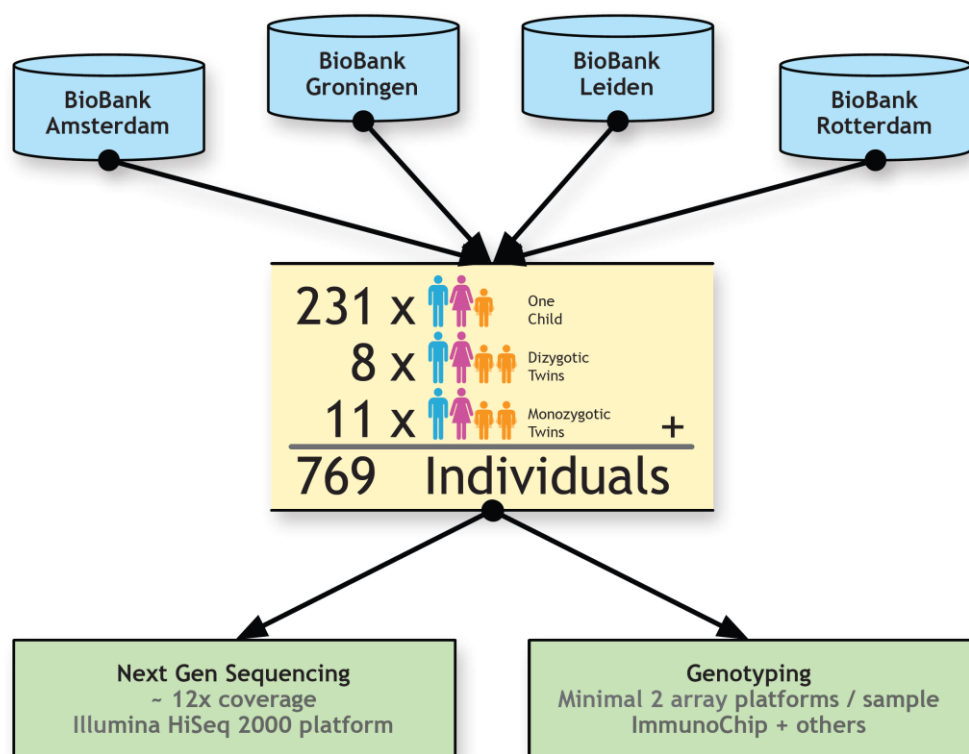 BioBank
Amsterdam
BioBank
Groningen
BioBank
Leiden
BioBank
Rotterdam
231 x One
Child
8 x Dizygotic
Twins
11 x Monozygotic
Twins +
769 Individuals
Next Gen Sequencing
~ 12x coverage
Illumina HiSeq 2000 platform
Genotyping
Minimal 2 array platforms / sample
ImmunoChip + others